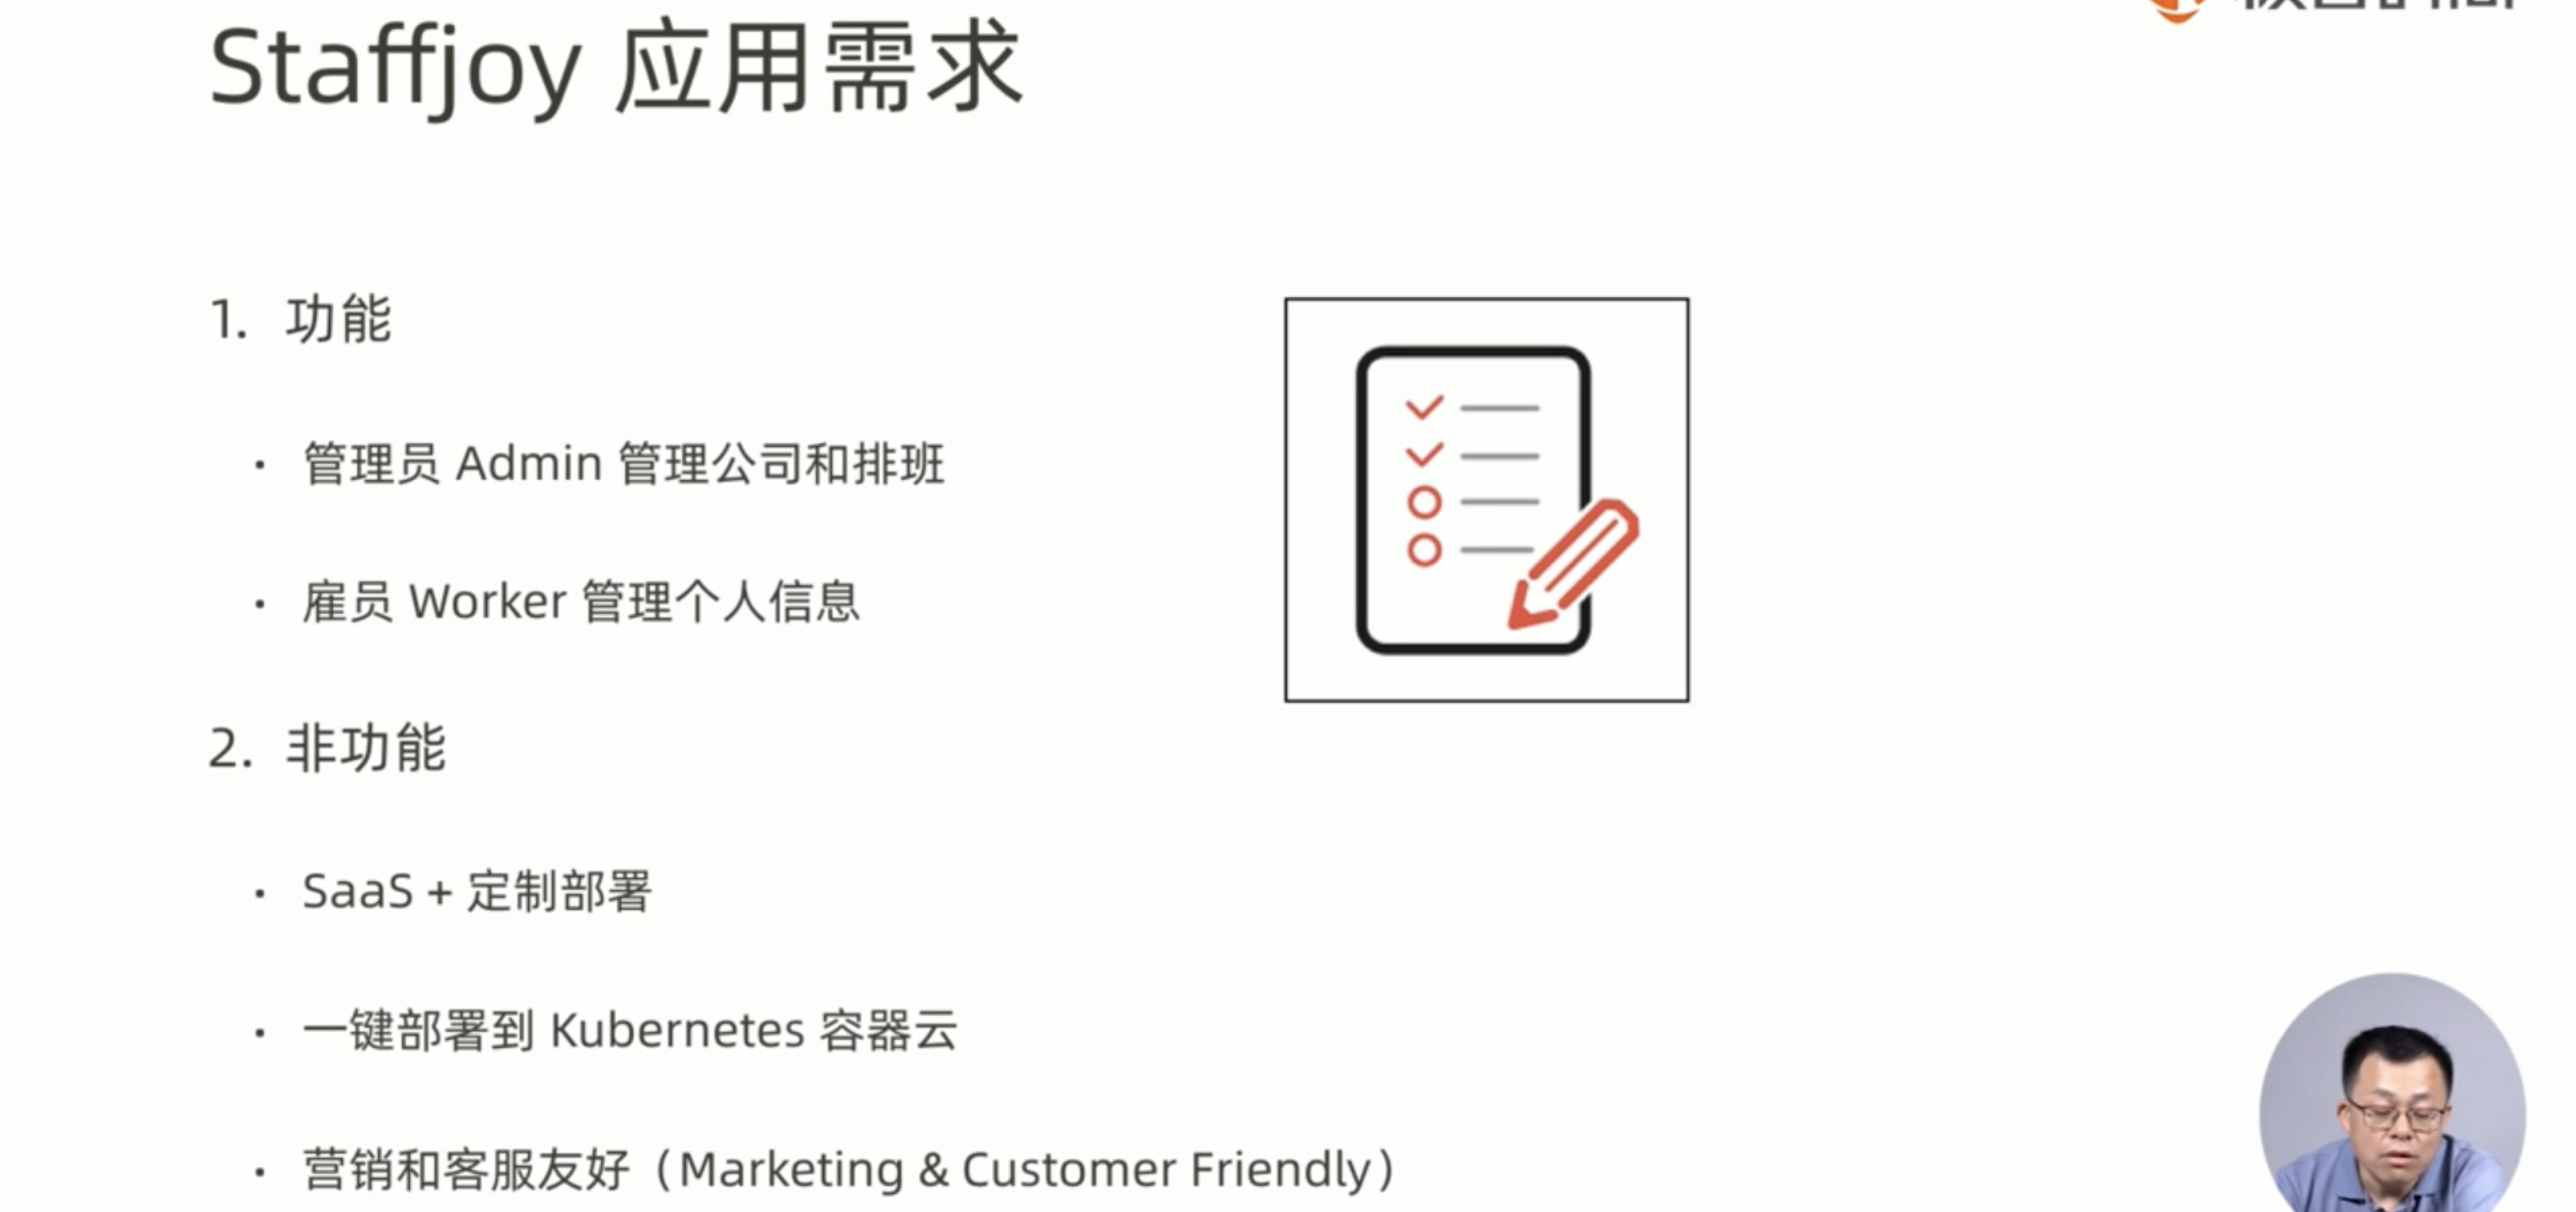 Staffjoy 应用需求
1. 功能
· 管理员 Admin 管理公司和排班
· 雇员 Worker 管理个人信息
2. 非功能
· SaaS + 定制部署
· 一键部署到 Kubernetes 容器云
· 营销和客服友好（Marketing & Customer Friendly）